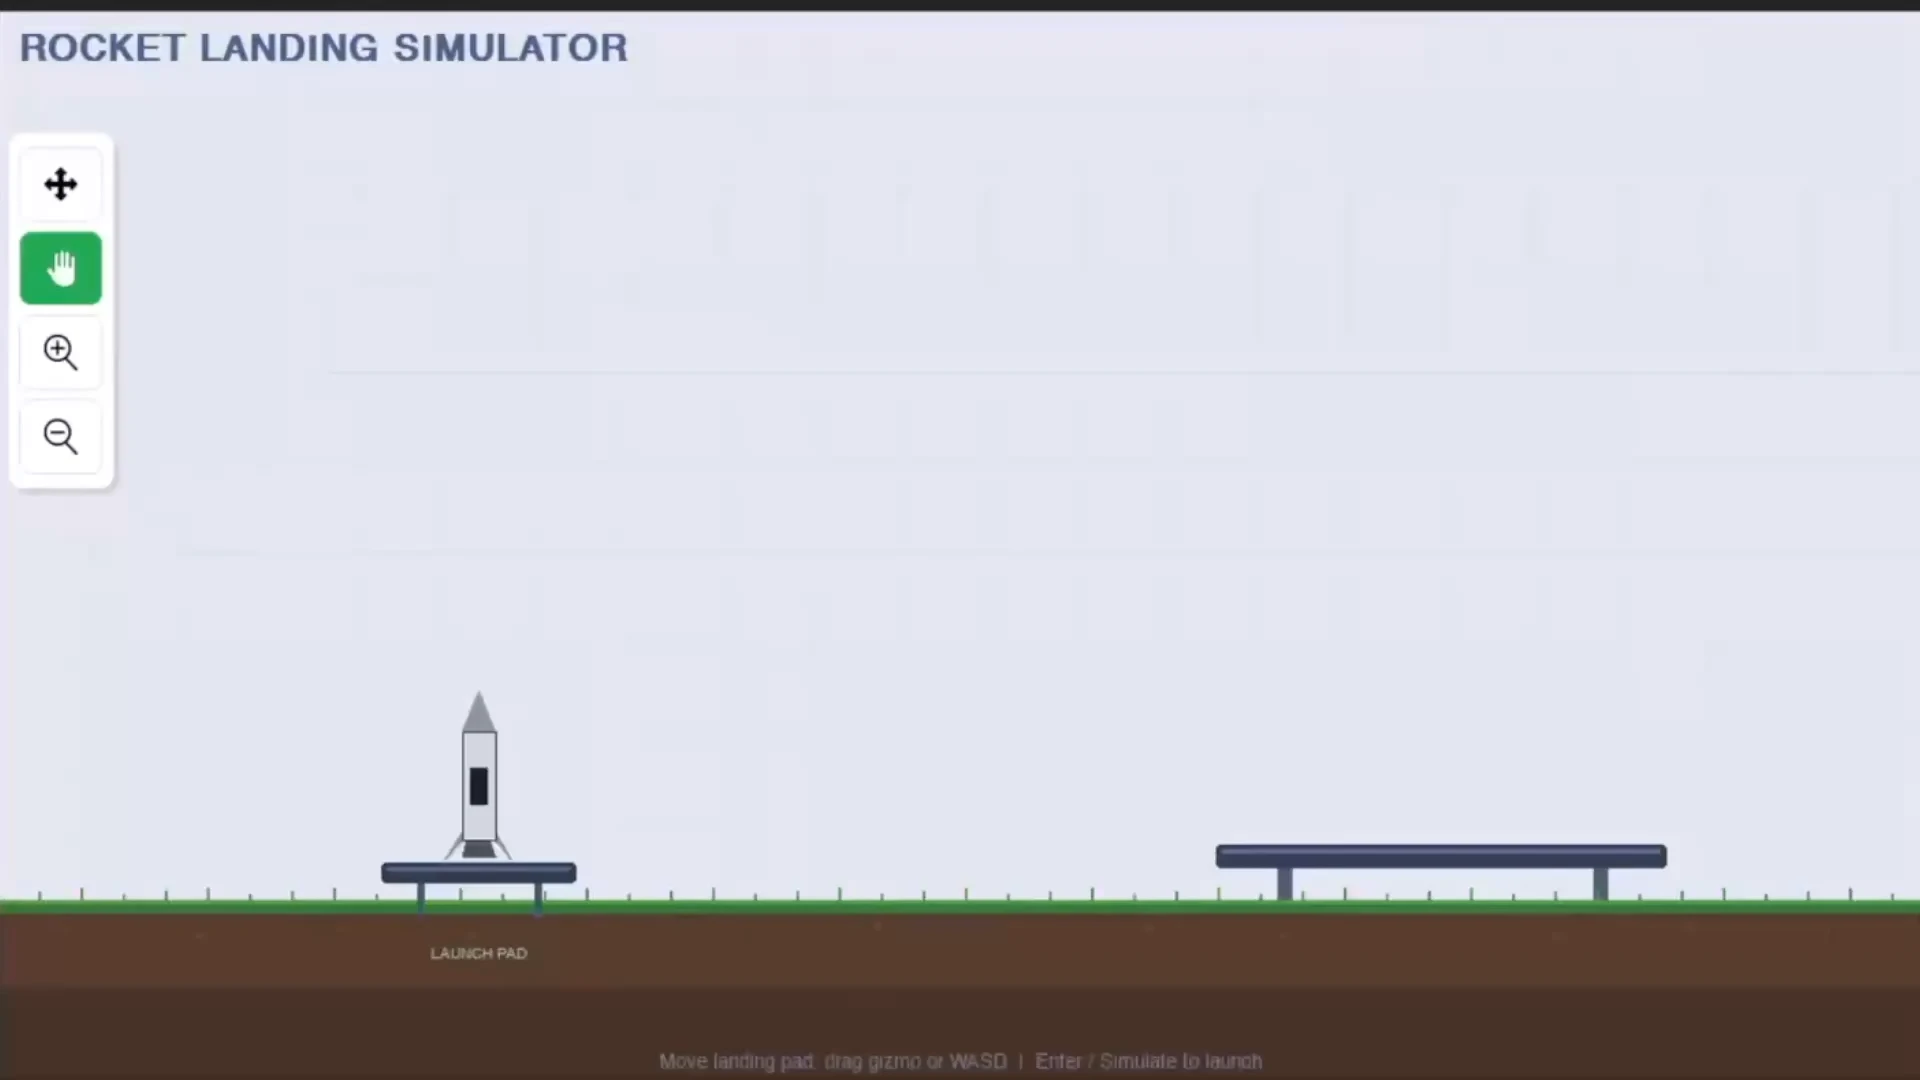 ROCKET LANDING SIMULATOR
LAUNCH PAD
Move landing pad: drag gizmo or WASD | Enter / Simulate to launch